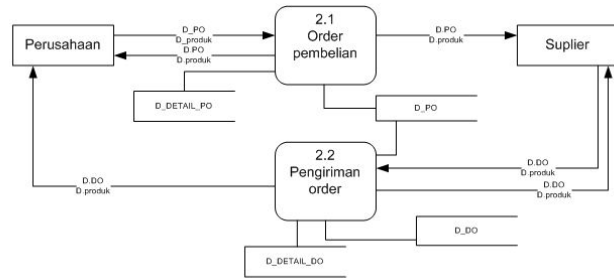 D_PO
D_produk
2.1
Order
pembelian
D.PO
D.produk
Perusahaan
D.PO
D.produk
Suplier
D_DETAIL_PO
D_PO
2.2
Pengiriman
order
D.DO
D.produk
D.DO
D.produk
D.DO
D.produk
D_DO
D_DETAIL_DO